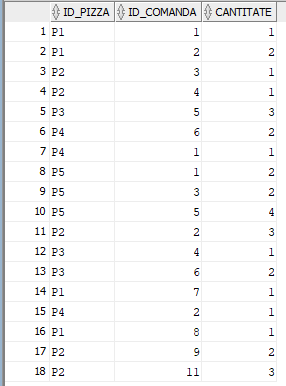 ID_PIZZA ID_COMANDA CANTITATE
1 P1 1 1
2 P1 2 2
3 P2 3 1
4 P2 4 1
5 P3 5 3
6 P4 6 2
7 P4 1 1
8 P5 1 2
9 P5 3 2
10 P5 5 4
11 P2 2 3
12 P3 4 1
13 P3 6 2
14 P1 7 1
15 P4 2 1
16 P1 8 1
17 P2 9 2
18 P2 11 3